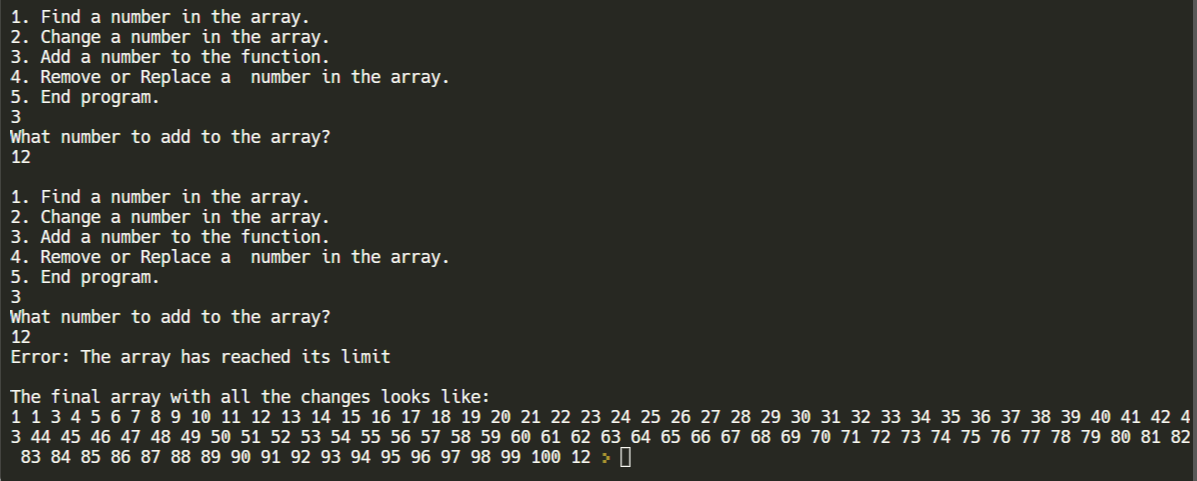 1. Find a number in the array.
2. Change a number in the array.
3. Add a number to the function.
4. Remove or Replace a  number in the array.
5. End program.
3
What number to add to the array?
12
1. Find a number in the array.
2. Change a number in the array.
3. Add a number to the function.
4. Remove or Replace a  number in the array.
5. End program.
3
What number to add to the array?
12
Error: The array has reached its limit
The final array with all the changes looks like:
1 1 3 4 5 6 7 8 9 10 11 12 13 14 15 16 17 18 19 20 21 22 23 24 25 26 27 28 29 30 31 32 33 34 35 36 37 38 39 40 41 42 4
3 44 45 46 47 48 49 50 51 52 53 54 55 56 57 58 59 60 61 62 63 64 65 66 67 68 69 70 71 72 73 74 75 76 77 78 79 80 81 82
 83 84 85 86 87 88 89 90 91 92 93 94 95 96 97 98 99 100 12 >